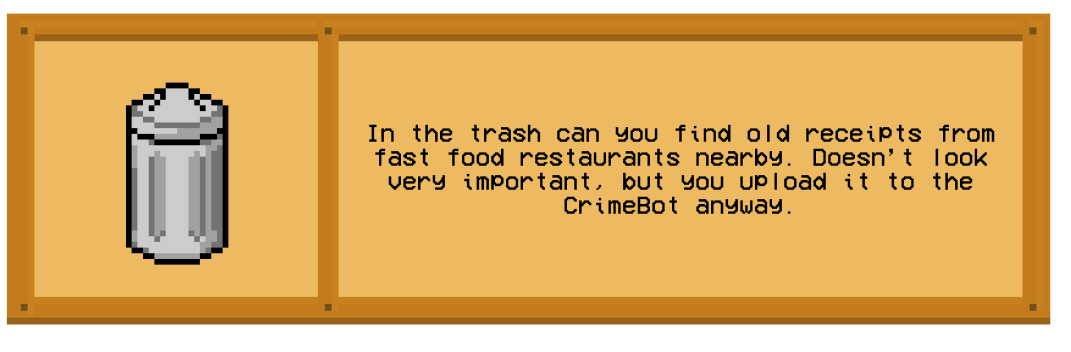 In the trash can you find old receipts from
fast food restaurants nearby. Doesn't look
very important, but you upload it to the
CrimeBot anyway.